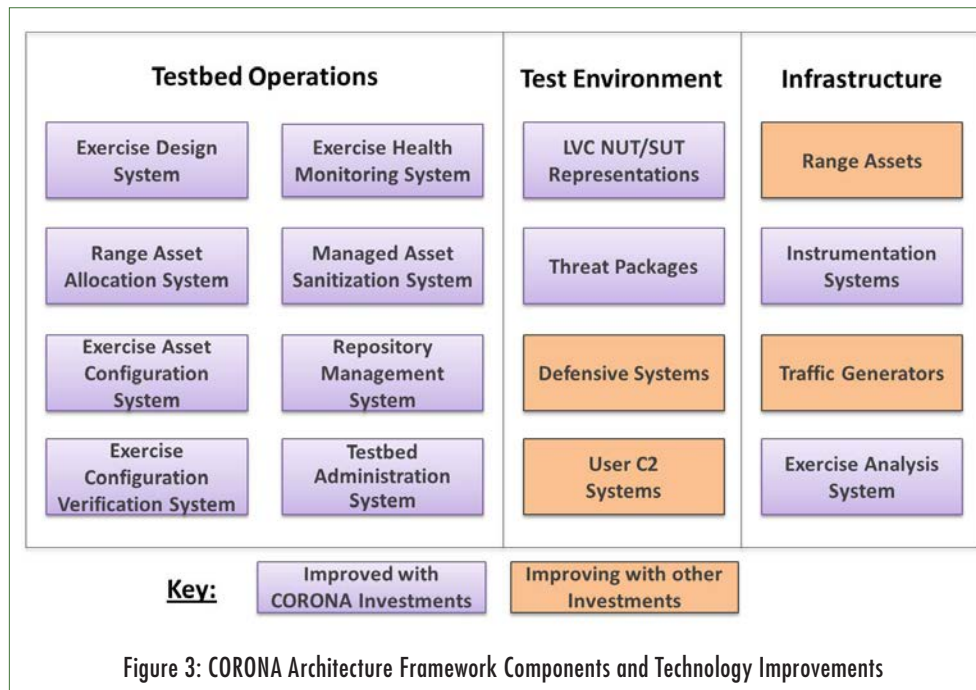 Testbed Operations
Exercise Design
System
Exercise Health
Monitoring System
Range Asset
Allocation System
Managed Asset
Sanitization System
Exercise Asset
Configuration
System
Repository
Management
System
Exercise
Configuration
Verification System
Testbed
Administration
System
Test Environment
LVC NUT/SUT
Representations
Threat Packages
Defensive Systems
User C2
Systems
Infrastructure
Range Assets
Instrumentation
Systems
Traffic Generators
Exercise Analysis
System
Key:
Improved with
CORONA Investments
Improving with other
Investments
Figure 3: CORONA Architecture Framework Components and Technology Improvements